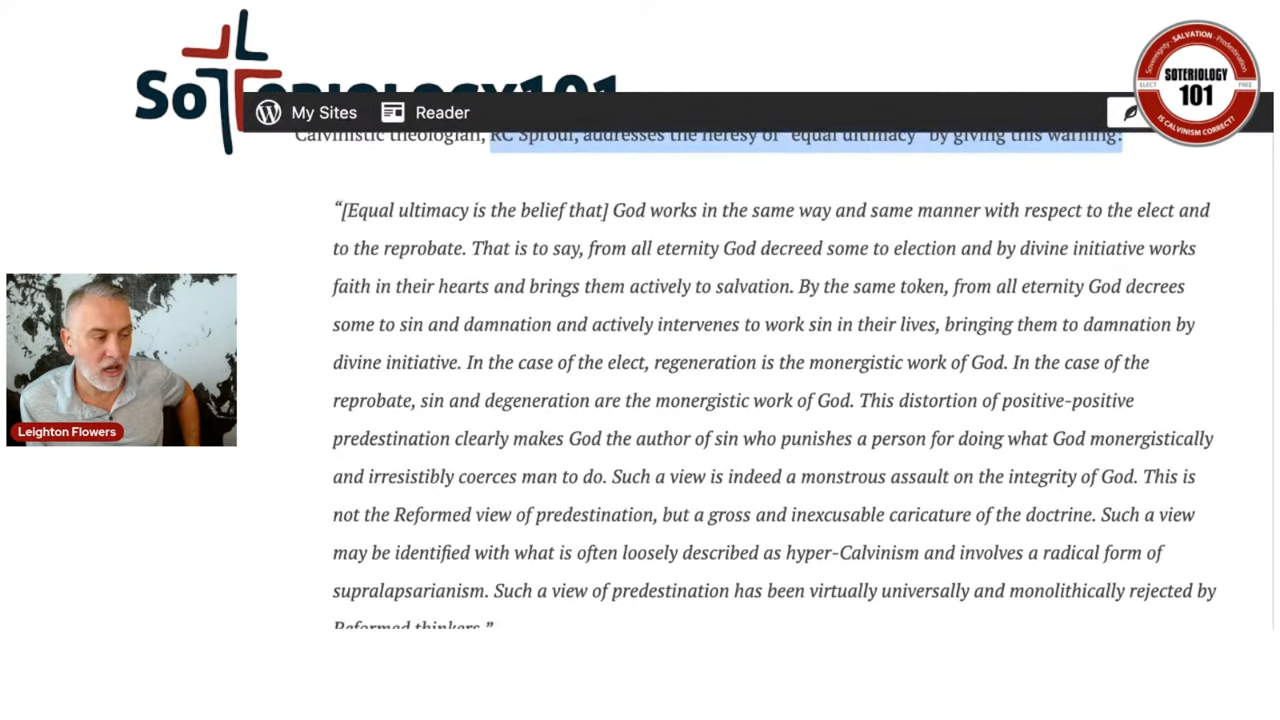 SOTERIOLOGY101
Sovereignty · SALVATION · Predestination
ELECT
SOTERIOLOGY
101
FREE
IS CALVINISM CORRECT?
My Sites
Reader
Calvinistic theologian, RC Sproul, addresses the heresy of “equal ultimacy” by giving this warning:
“[Equal ultimacy is the belief that] God works in the same way and same manner with respect to the elect and
to the reprobate. That is to say, from all eternity God decreed some to election and by divine initiative works
faith in their hearts and brings them actively to salvation. By the same token, from all eternity God decrees
some to sin and damnation and actively intervenes to work sin in their lives, bringing them to damnation by
divine initiative. In the case of the elect, regeneration is the monergistic work of God. In the case of the
reprobate, sin and degeneration are the monergistic work of God. This distortion of positive-positive
predestination clearly makes God the author of sin who punishes a person for doing what God monergistically
and irresistibly coerces man to do. Such a view is indeed a monstrous assault on the integrity of God. This is
not the Reformed view of predestination, but a gross and inexcusable caricature of the doctrine. Such a view
may be identified with what is often loosely described as hyper-Calvinism and involves a radical form of
supralapsarianism. Such a view of predestination has been virtually universally and monolithically rejected by
Reformed thinkers.”
Leighton Flowers